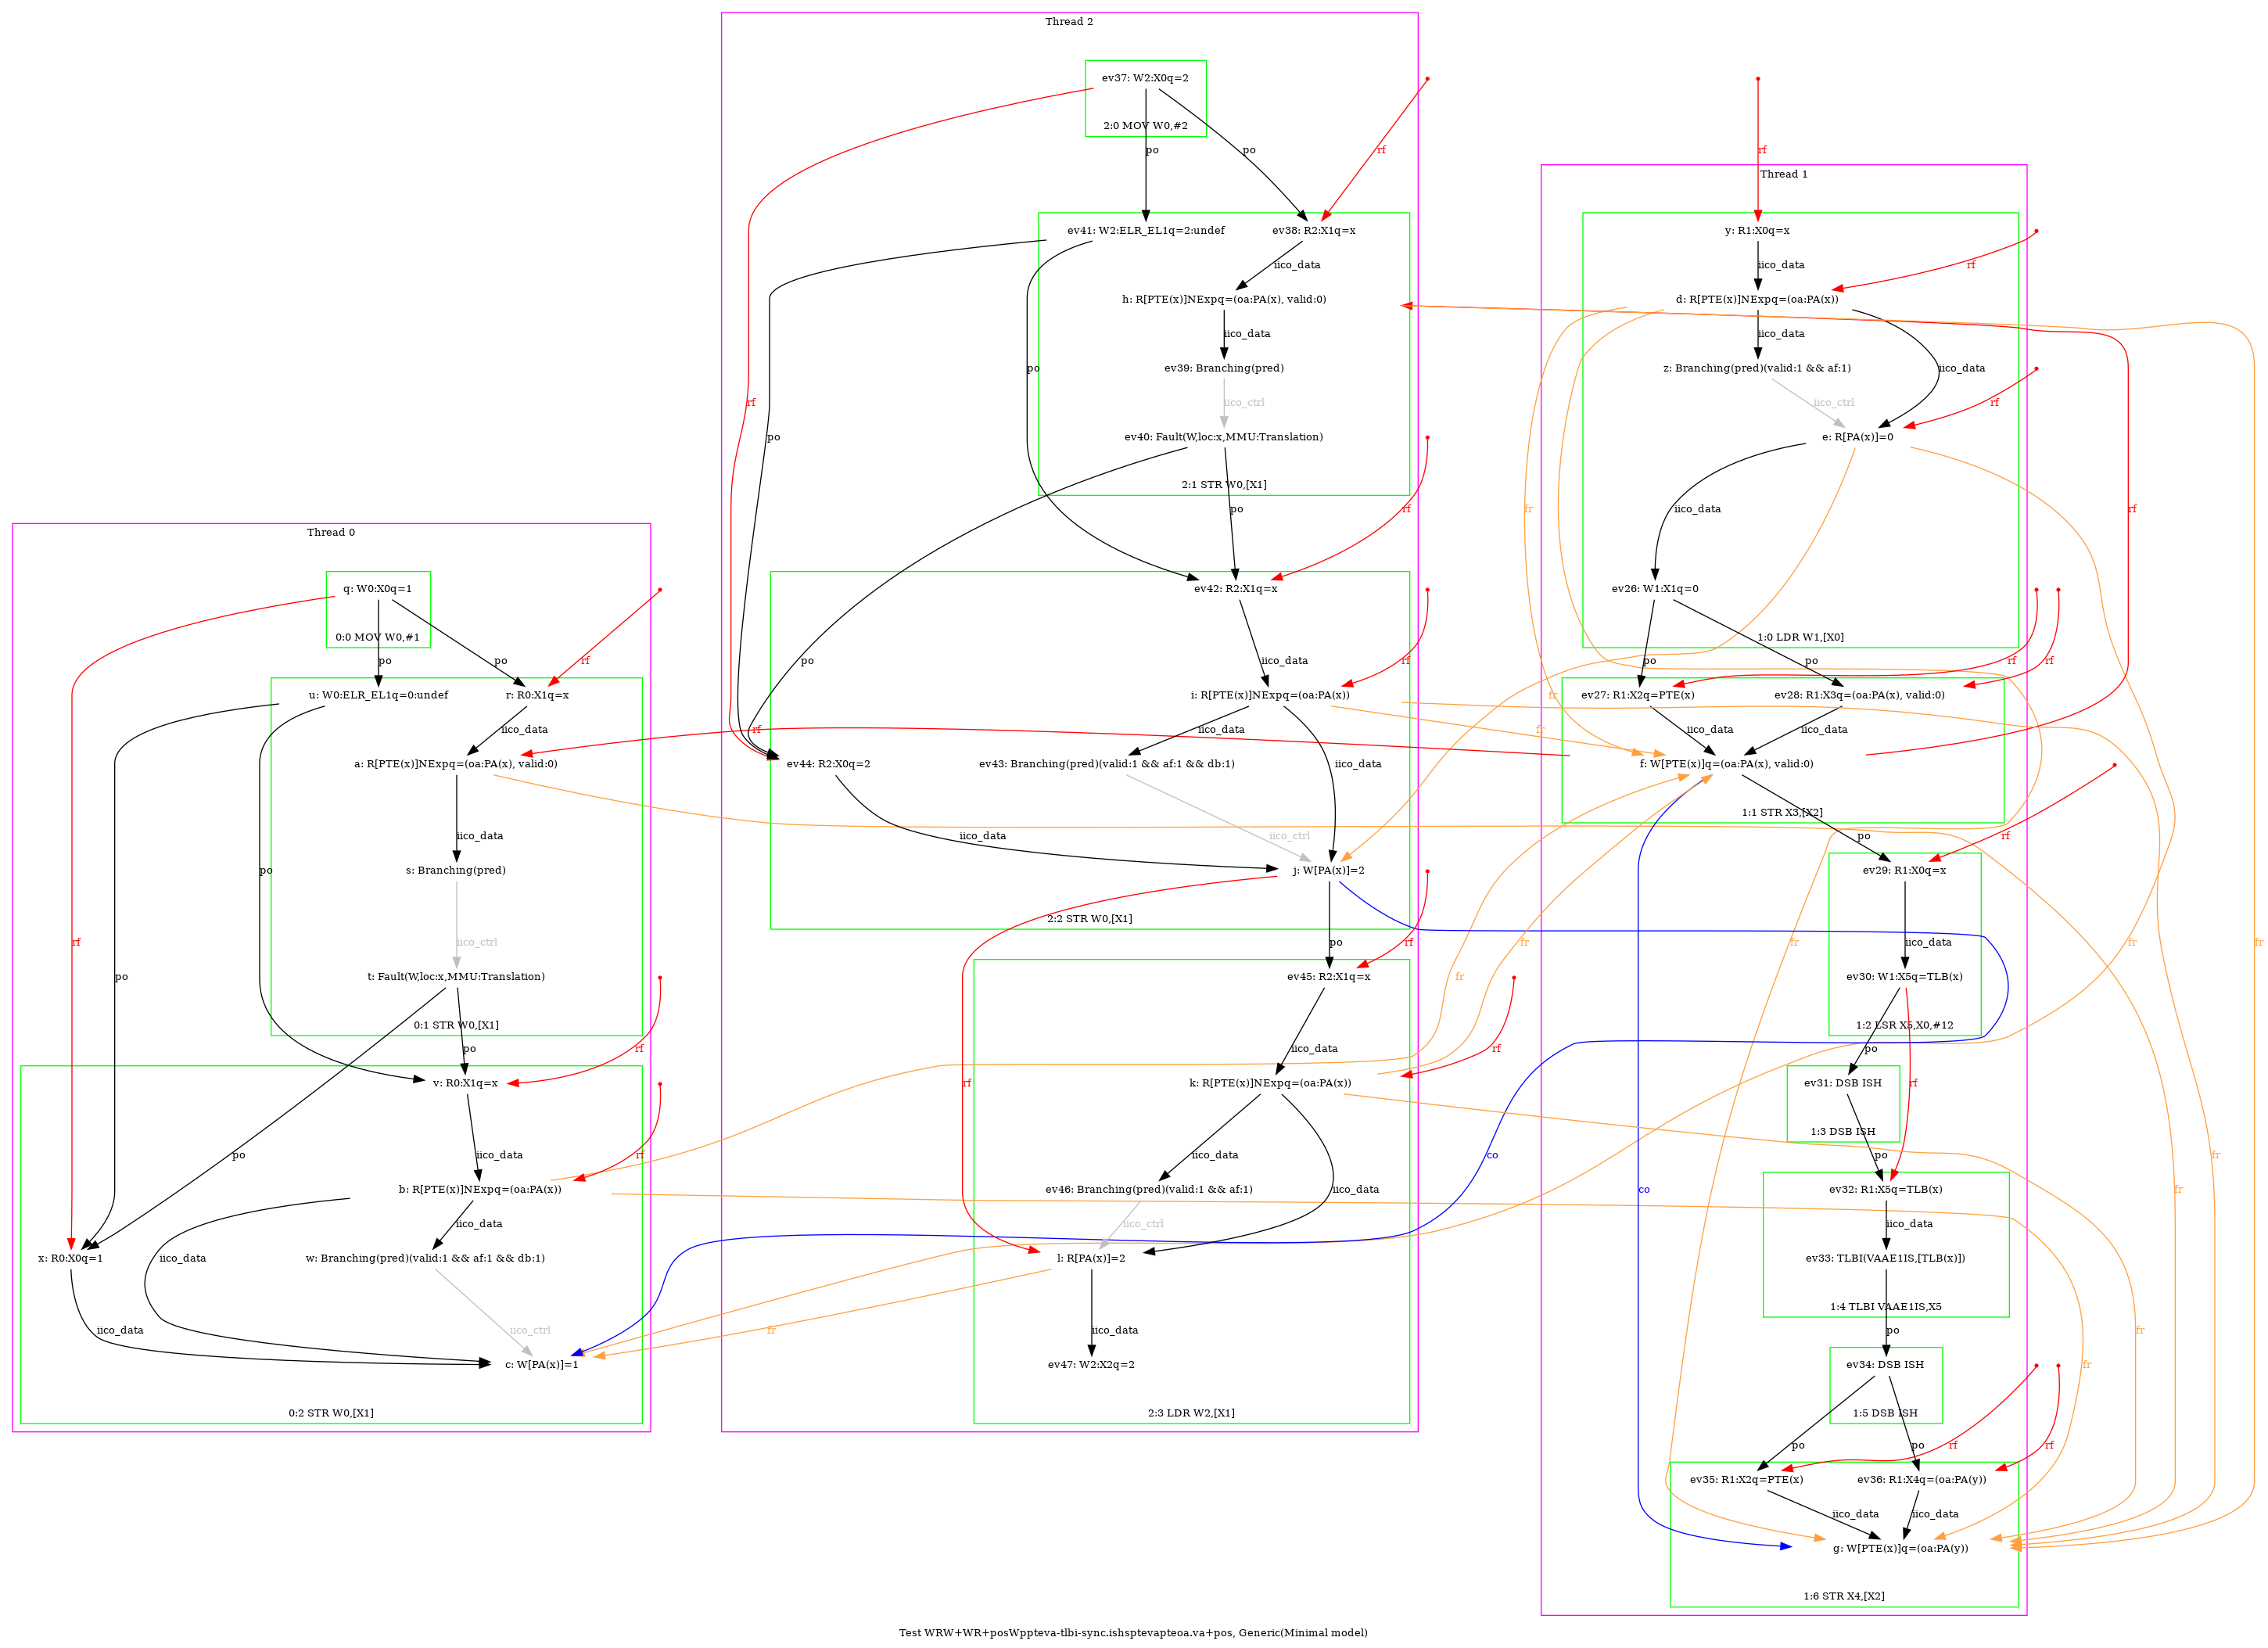 Thread 2
ev37: W2:X0q=2
2:0 MOV W0,#2
po
po
rf
rf
Thread 1
rf
ev41: W2:ELR_EL1q=2:undef
ev38: R2:X1q=x
y: R1:X0q=x
iico_data
iico_data
rf
h: R[PTE(x)]NExpq=(oa:PA(x), valid:0)
d: R[PTE(x)]NExpq=(oa:PA(x))
iico_data
iico_data
iico_data
po
ev39: Branching(pred)
z: Branching(pred)(valid:1 && af:1)
iico_ctrl
iico_ctrl
rf
po
ev40: Fault(W,loc:x,MMU:Translation)
e: R[PA(x)]=0
2:1 STR W0,[X1]
po
rf
fr
iico_data
rf
Thread 0
q: W0:X0q=1
ev42: R2:X1q=x
ev26: W1:X1q=0
0:0 MOV W0,#1
1:0 LDR W1,[X0]
po
po
rf
po
iico_data
rf
po
po
rf
rf
u: W0:ELR_EL1q=0:undef
r: R0:X1q=x
i: R[PTE(x)]NExpq=(oa:PA(x))
fr
ev27: R1:X2q=PTE(x)
ev28: R1:X3q=(oa:PA(x), valid:0)
iico_data
rf
iico_data
fr
iico_data
iico_data
a: R[PTE(x)]NExpq=(oa:PA(x), valid:0)
ev44: R2:X0q=2
ev43: Branching(pred)(valid:1 && af:1 && db:1)
iico_data
f: W[PTE(x)]q=(oa:PA(x), valid:0)
1:1 STR X3,[X2]
iico_data
iico_data
iico_ctrl
po
rf
po
s: Branching(pred)
j: W[PA(x)]=2
ev29: R1:X0q=x
2:2 STR W0,[X1]
rf
po
iico_ctrl
po
rf
fr
fr
iico_data
fr
t: Fault(W,loc:x,MMU:Translation)
fr
ev45: R2:X1q=x
ev30: W1:X5q=TLB(x)
fr
0:1 STR W0,[X1]
1:2 LSR X5,X0,#12
po
rf
iico_data
rf
po
v: R0:X1q=x
rf
k: R[PTE(x)]NExpq=(oa:PA(x))
ev31: DSB ISH
rf
1:3 DSB ISH
po
iico_data
rf
iico_data
co
po
fr
b: R[PTE(x)]NExpq=(oa:PA(x))
ev46: Branching(pred)(valid:1 && af:1)
iico_data
co
ev32: R1:X5q=TLB(x)
fr
iico_data
iico_ctrl
iico_data
x: R0:X0q=1
iico_data
w: Branching(pred)(valid:1 && af:1 && db:1)
l: R[PA(x)]=2
ev33: TLBI(VAAE1IS,[TLB(x)])
fr
1:4 TLBI VAAE1IS,X5
iico_data
iico_ctrl
fr
iico_data
po
fr
c: W[PA(x)]=1
ev47: W2:X2q=2
ev34: DSB ISH
fr
0:2 STR W0,[X1]
2:3 LDR W2,[X1]
1:5 DSB ISH
po
po
rf
rf
ev35: R1:X2q=PTE(x)
ev36: R1:X4q=(oa:PA(y))
iico_data
iico_data
g: W[PTE(x)]q=(oa:PA(y))
1:6 STR X4,[X2]
Test WRW+WR+posWppteva-tlbi-sync.ishsptevapteoa.va+pos, Generic(Minimal model)